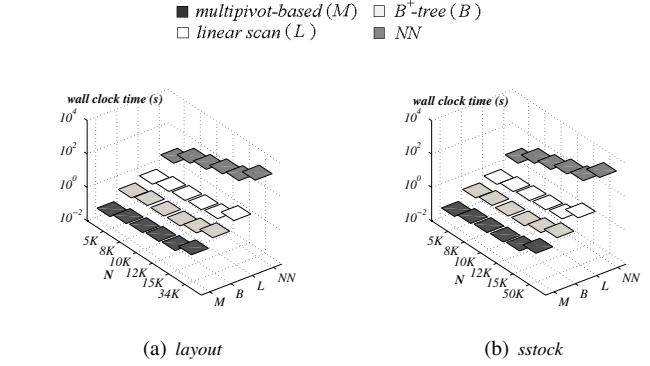 multipivot-based (M) B+-tree (B)
linear scan (L) NN
wall clock time (s)
10^4
10^2
10^0
10^-2
5K
8K
10K
12K
15K
34K
N
M
B
L
NN
(a) layout
wall clock time (s)
10^4
10^2
10^0
10^-2
5K
8K
10K
12K
15K
50K
N
M
B
L
NN
(b) sstock